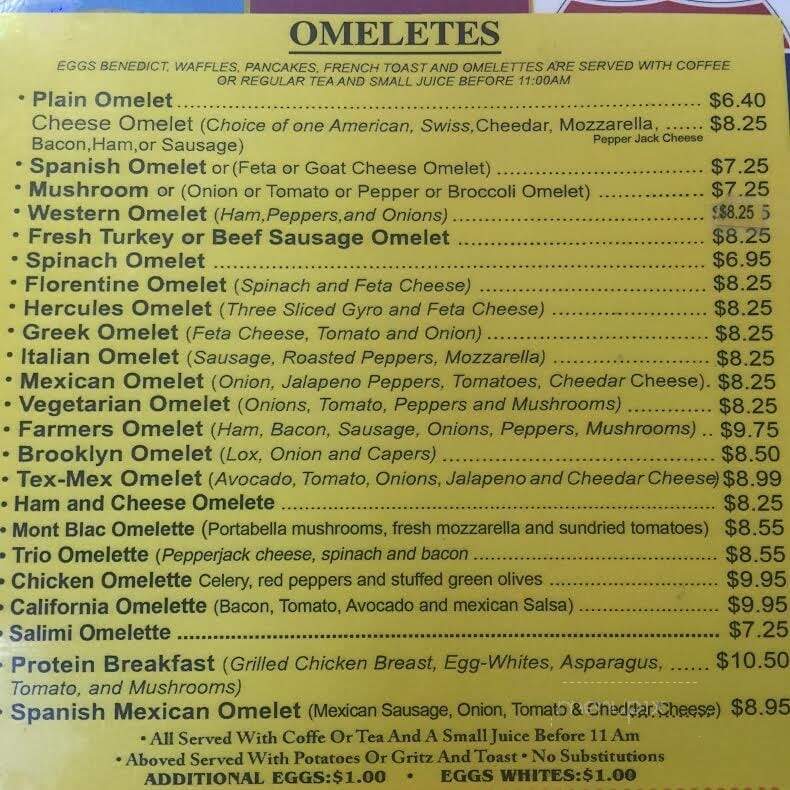 OMELETES
EGGS BENEDICT, WAFFLES, PANCAKES, FRENCH TOAST AND OMELETTES ARE SERVED WITH COFFEE
OR REGULAR TEA AND SMALL JUICE BEFORE 11:00AM
• Plain Omelet.......................................................... $6.40
Cheese Omelet (Choice of one American, Swiss,Cheedar, Mozzarella, ...... $8.25
Pepper Jack Cheese
Bacon,Ham,or Sausage)
• Spanish Omelet or (Feta or Goat Cheese Omelet) ........................ $7.25
• Mushroom or (Onion or Tomato or Pepper or Broccoli Omelet) ........... $7.25
• Western Omelet (Ham,Peppers,and Onions) ........................... $8.25
• Fresh Turkey or Beef Sausage Omelet ........................... $8.25
• Spinach Omelet ...................................................... $6.95
• Florentine Omelet (Spinach and Feta Cheese) ......................... $8.25
• Hercules Omelet (Three Sliced Gyro and Feta Cheese) ................. $8.25
• Greek Omelet (Feta Cheese, Tomato and Onion) ........................ $8.25
• Italian Omelet (Sausage, Roasted Peppers, Mozzarella) ................ $8.25
• Mexican Omelet (Onion, Jalapeno Peppers, Tomatoes, Cheedar Cheese). $8.25
• Vegetarian Omelet (Onions, Tomato, Peppers and Mushrooms) ............ $8.25
• Farmers Omelet (Ham, Bacon, Sausage, Onions, Peppers, Mushrooms) .. $9.75
• Brooklyn Omelet (Lox, Onion and Capers) ............................. $8.50
• Tex-Mex Omelet (Avocado, Tomato, Onions, Jalapeno and Cheedar Cheese) $8.99
• Ham and Cheese Omelete ............................................. $8.25
• Mont Blac Omelette (Portabella mushrooms, fresh mozzarella and sundried tomatoes) $8.55
• Trio Omelette (Pepperjack cheese, spinach and bacon ................. $8.55
• Chicken Omelette Celery, red peppers and stuffed green olives ............ $9.95
• California Omelette (Bacon, Tomato, Avocado and mexican Salsa) .......... $9.95
• Salimi Omelette ..................................................... $7.25
• Protein Breakfast (Grilled Chicken Breast, Egg-Whites, Asparagus, ...... $10.50
Tomato, and Mushrooms)
• Spanish Mexican Omelet (Mexican Sausage, Onion, Tomato & Cheddar Cheese) $8.95
• All Served With Coffe Or Tea And A Small Juice Before 11 Am
• Aboved Served With Potatoes Or Gritz And Toast • No Substitutions
ADDITIONAL EGGS:$1.00 • EGGS WHITES:$1.00